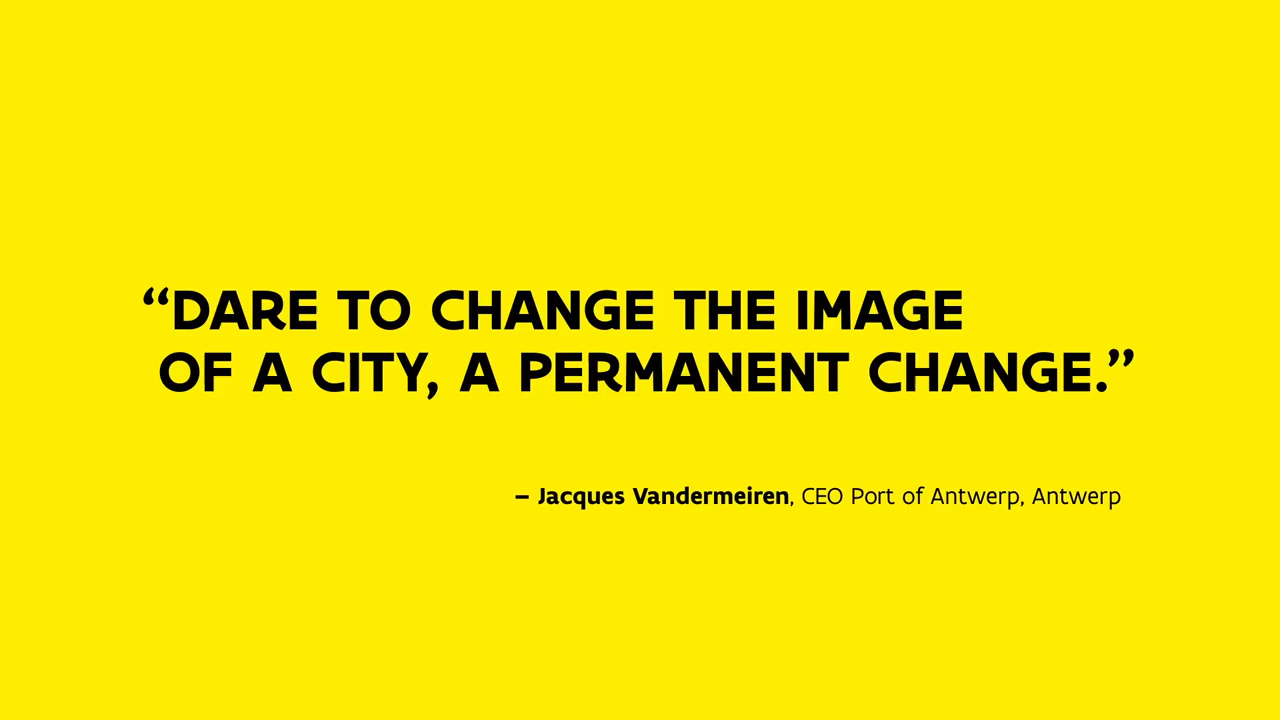 “DARE TO CHANGE THE IMAGE
OF A CITY, A PERMANENT CHANGE.”
– Jacques Vandermeiren, CEO Port of Antwerp, Antwerp